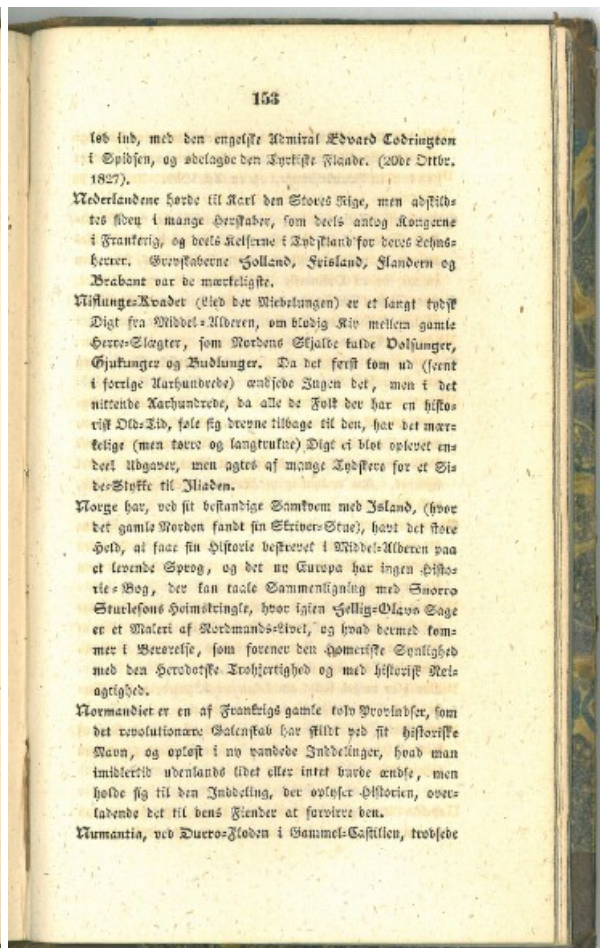 153
løb ind, med den engelske Admiral Edvard Codrington
i Spidsen, og ødelagde den Tyrkiske Flaade. (20de Oktbr.
1827).
Nederlandene hørde til Karl den Stores Rige, men adskild-
tes siden i mange Herskaber, som deels antog Kongerne
i Frankerig, og deels Keiserne i Tydskland for deres Lehns-
herrer. Grevskaberne Holland, Frisland, Flandern og
Brabant var de mærkeligste.
Niflunge-Kvader (Lied der Niebelungen) er et langt tydsk
Digt fra Middel-Alderen, om blodig Kiv mellem gamle
Herre-Slægter, som Nordens Skjalde kalde Volsunger,
Gjukunger og Budlunger. Da det først kom ud (seent
i forrige Aarhundrede) ændsede Ingen det, men i det
nittende Aarhundrede, da alle de Folk der har en histo-
risk Old-Tid, føle sig drevne tilbage til den, har det mær-
kelige (men tørre og langtrukne) Digt ei blot oplevet en-
deel Udgaver, men agtes af mange Tydskere for et Si-
de-Stykke til Iliaden.
Norge har, ved sit bestandige Samkvem med Island, (hvor
det gamle Norden fandt sin Skriver-Stue), havt det store
Held, at faae sin Historie beskrevet i Middel-Alderen paa
et levende Sprog, og det ny Europa har ingen Histo-
rie-Bog, der kan taale Sammenligning med Snorro
Sturlesons Heimskringle, hvor igien Hellig-Olavs Sage
er et Maleri af Nordmands-Livet, og hvad dermed kom-
mer i Berørelse, som forener den Homeriske Synlighed
med den Herodotske Trohjertighed og med historisk Nøi-
agtighed.
Normandiet er en af Frankrigs gamle tolv Provindser, som
det revolutionære Galenskab har skildt ved sit historiske
Navn, og opløst i ny vandede Inddelinger, hvad man
imidlertid udenlands lidet eller intet burde ændse, men
holde sig til den Inddeling, der oplyser Historien, over-
ladende det til dens Fiender at forvirre den.
Numantia, ved Duero-Floden i Gammel-Castilien, trodsede